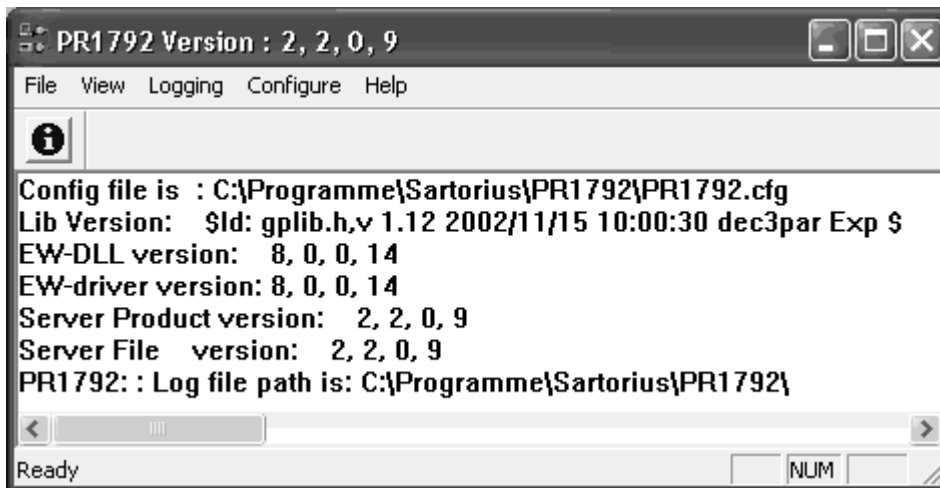 PR1792 Version : 2, 2, 0, 9
File View Logging Configure Help
Config file is : C:\Programme\Sartorius\PR1792\PR1792.cfg
Lib Version: $Id: gplib.h,v 1.12 2002/11/15 10:00:30 dec3par Exp $
EW-DLL version: 8, 0, 0, 14
EW-driver version: 8, 0, 0, 14
Server Product version: 2, 2, 0, 9
Server File version: 2, 2, 0, 9
PR1792: : Log file path is: C:\Programme\Sartorius\PR1792\
Ready NUM